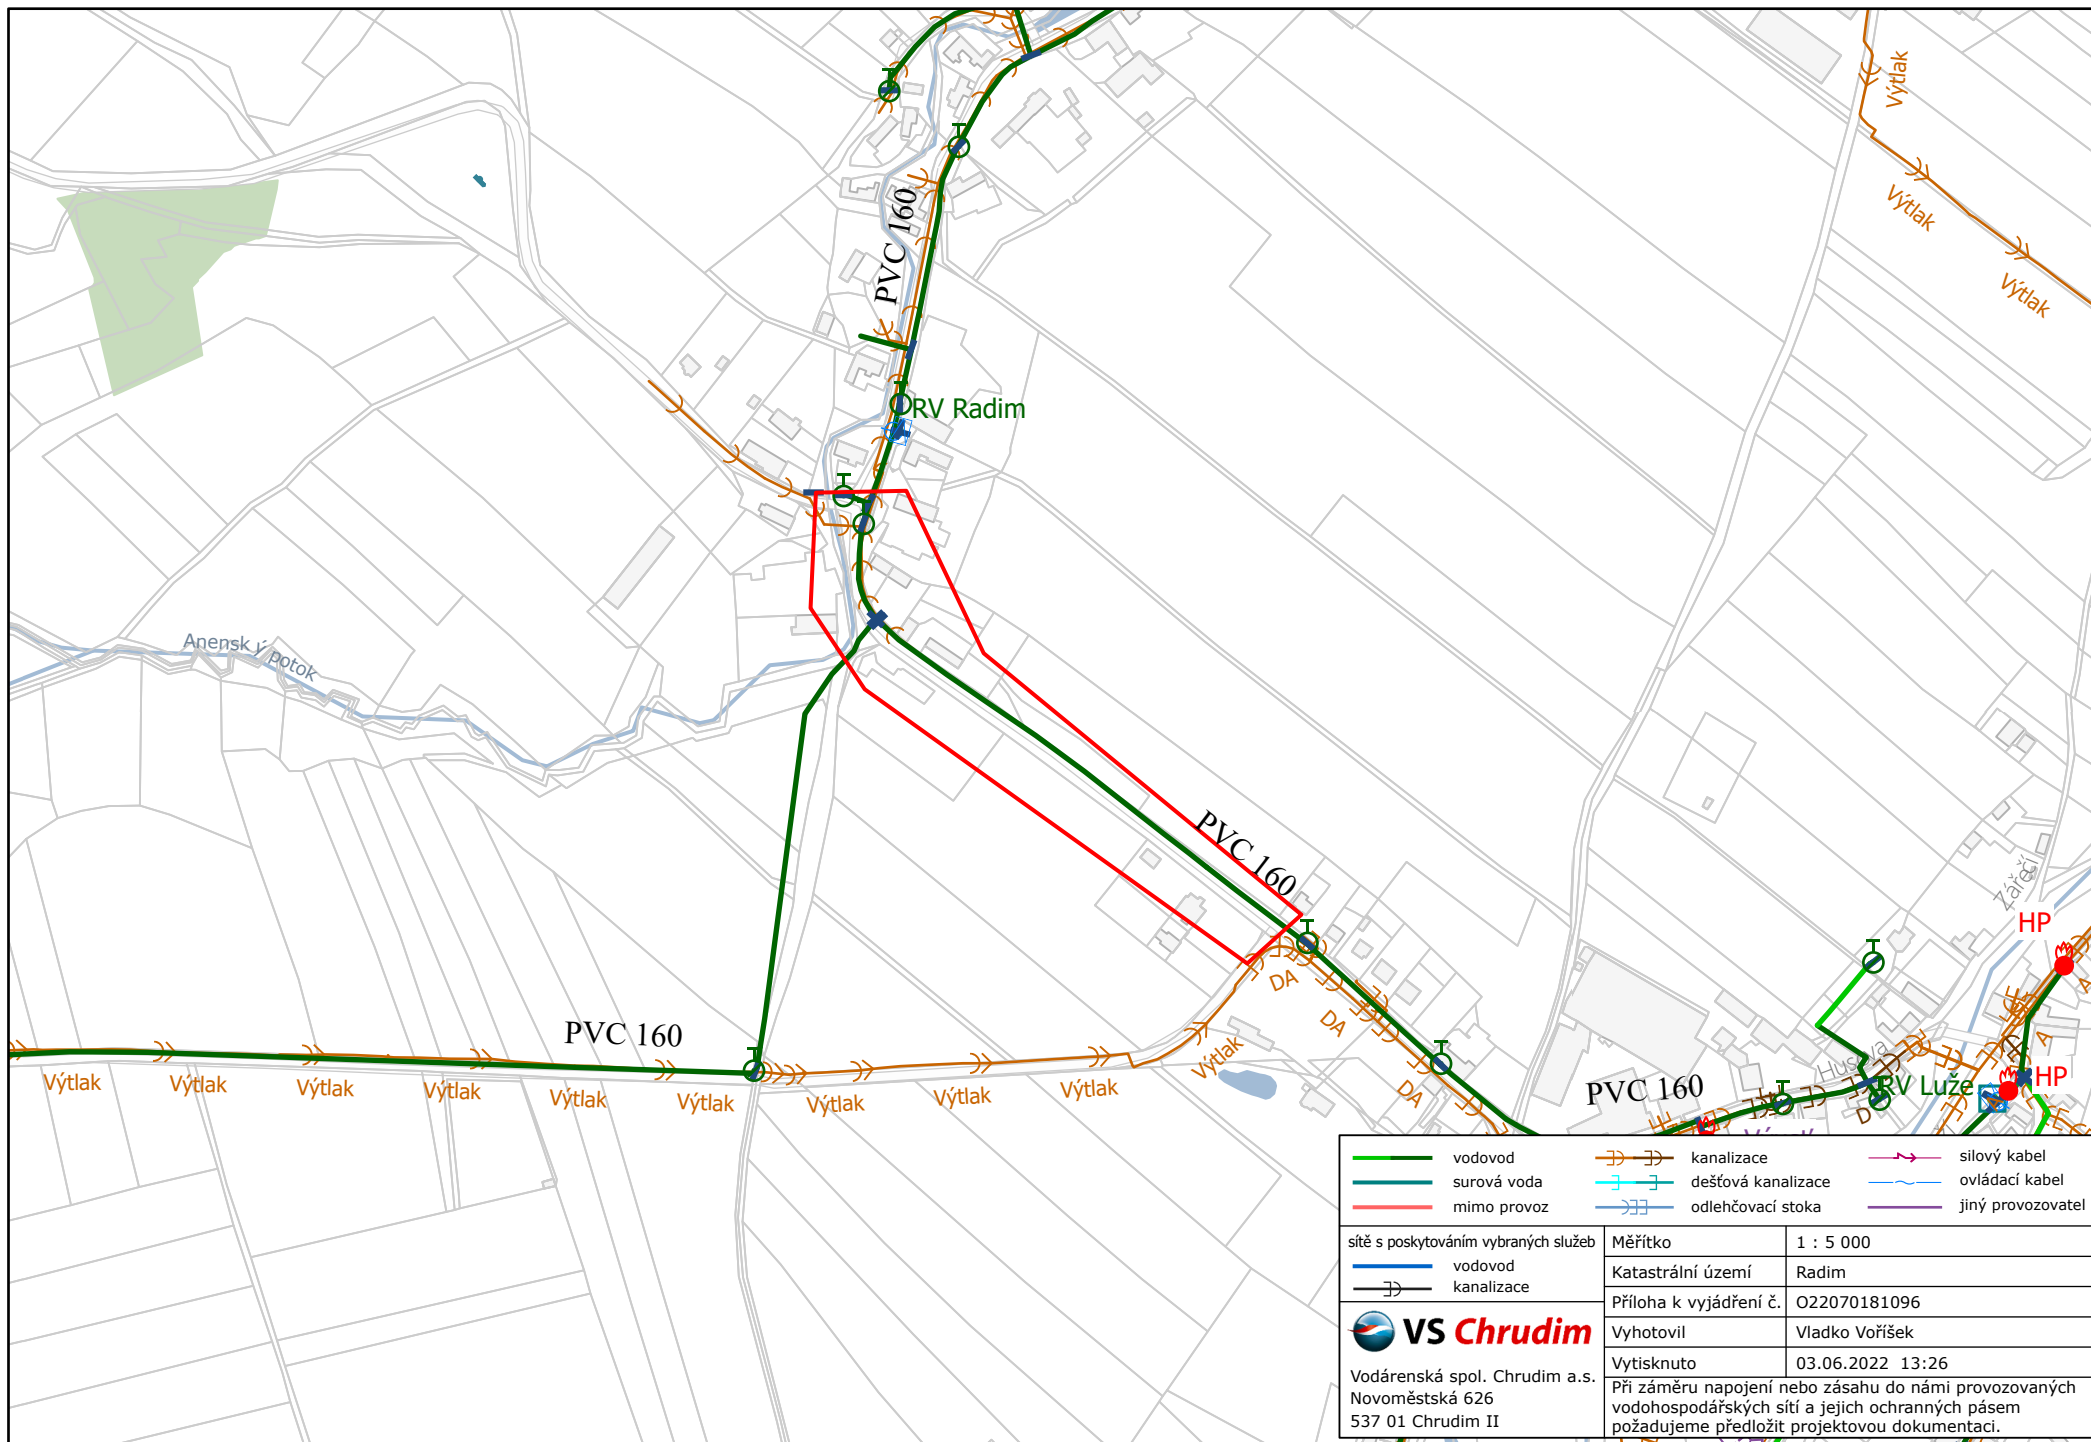 Výtlak
Výtlak
Výtlak
PVC 160
RV Radim
Anenský potok
PVC 160
Zářečí
HP
DA
DA
DA
A
A
A
PVC 160
Výtlak
Výtlak
Výtlak
Výtlak
Výtlak
Výtlak
Výtlak
Výtlak
Výtlak
Výtlak
Husova
PVC 160
D
RV Luže
HP
vodovod
surová voda
mimo provoz
kanalizace
dešťová kanalizace
odlehčovací stoka
silový kabel
ovládací kabel
jiný provozovatel
sítě s poskytováním vybraných služeb
vodovod
kanalizace
VS Chrudim
Vodárenská spol. Chrudim a.s.
Novoměstská 626
537 01 Chrudim II
Měřítko 1 : 5 000
Katastrální území Radim
Příloha k vyjádření č. O22070181096
Vyhotovil Vladko Voříšek
Vytisknuto 03.06.2022 13:26
Při záměru napojení nebo zásahu do námi provozovaných
vodohospodářských sítí a jejich ochranných pásem
požadujeme předložit projektovou dokumentaci.